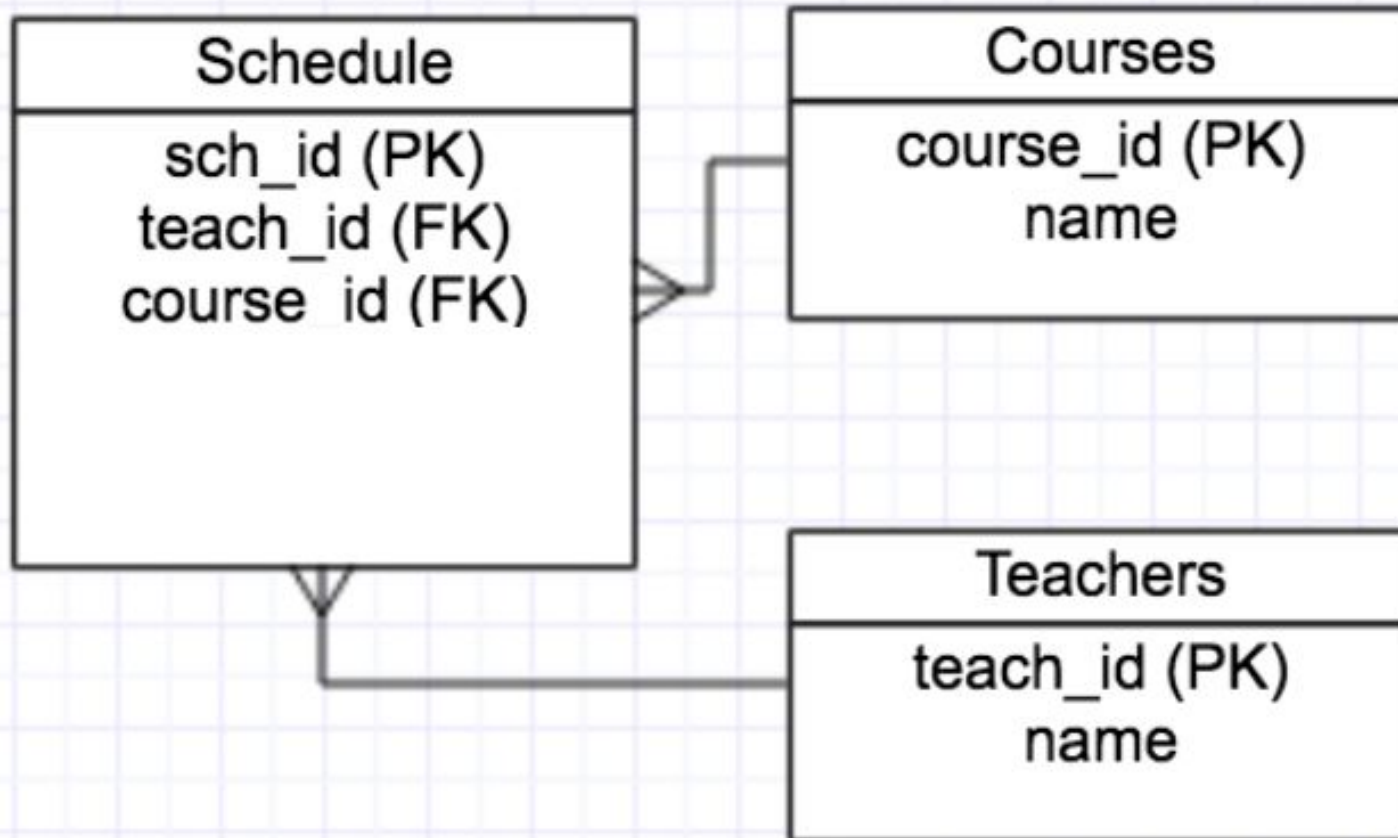 Schedule
sch_id (PK)
teach_id (FK)
course_id (FK)
Courses
course_id (PK)
name
Teachers
teach_id (PK)
name